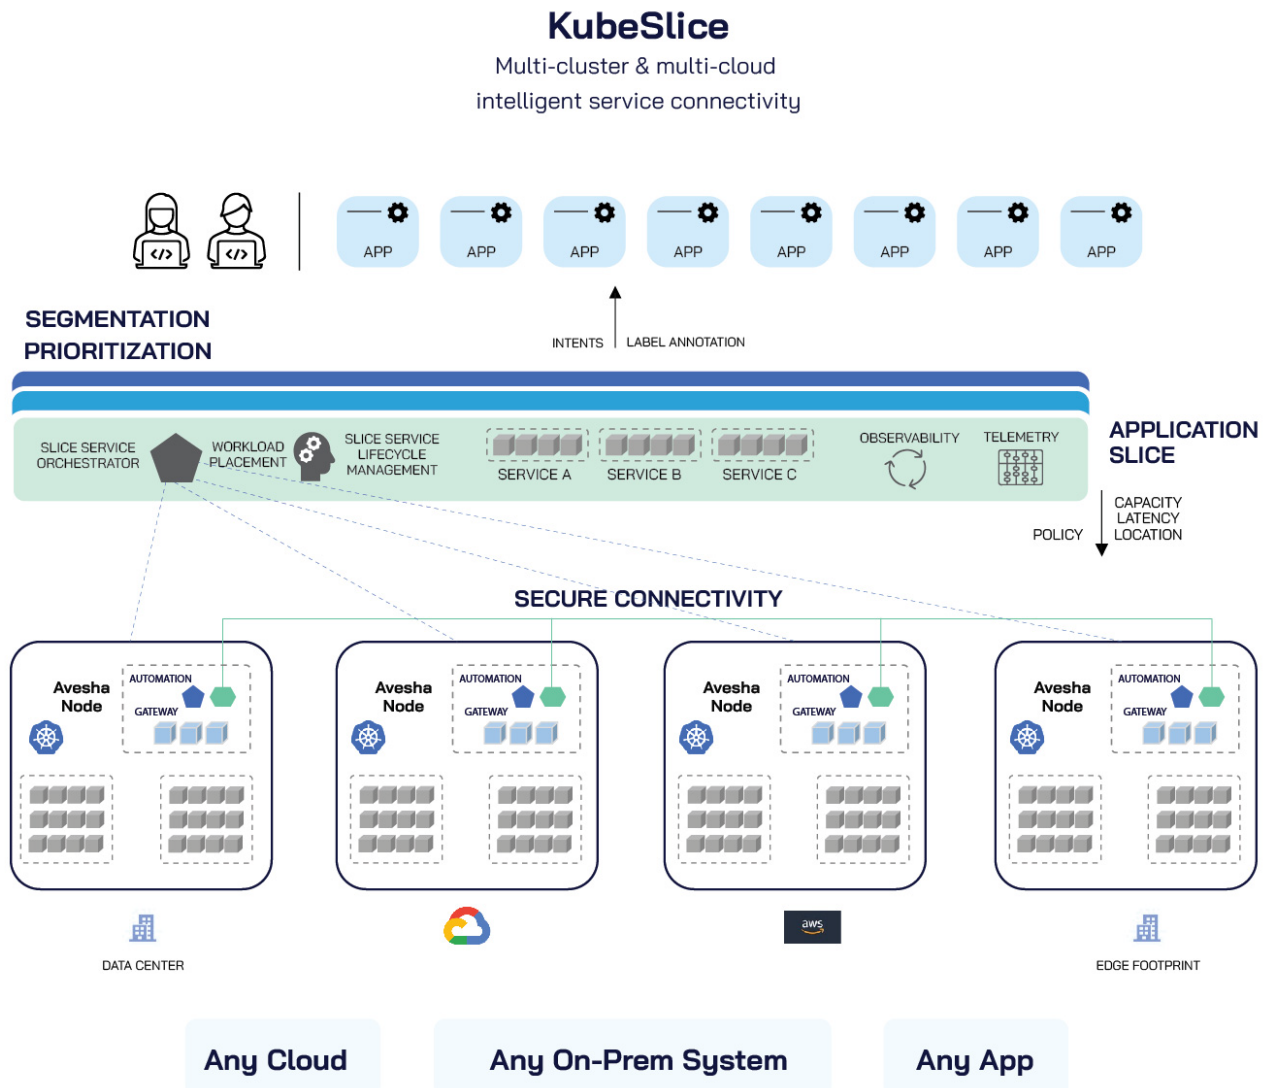 KubeSlice
Multi-cluster & multi-cloud
intelligent service connectivity
</>
</>
APP
APP
APP
APP
APP
APP
APP
APP
SEGMENTATION
PRIORITIZATION
INTENTS
LABEL ANNOTATION
SLICE SERVICE
ORCHESTRATOR
WORKLOAD
PLACEMENT
SLICE SERVICE
LIFECYCLE
MANAGEMENT
SERVICE A
SERVICE B
SERVICE C
OBSERVABILITY
TELEMETRY
APPLICATION
SLICE
POLICY
CAPACITY
LATENCY
LOCATION
SECURE CONNECTIVITY
Avesha
Node
AUTOMATION
GATEWAY
Avesha
Node
AUTOMATION
GATEWAY
Avesha
Node
AUTOMATION
GATEWAY
Avesha
Node
AUTOMATION
GATEWAY
DATA CENTER
aws
EDGE FOOTPRINT
Any Cloud
Any On-Prem System
Any App